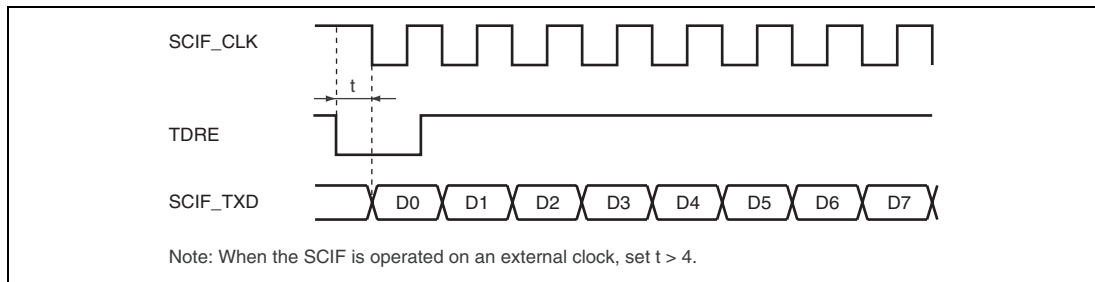 SCIF_CLK
t
TDRE
SCIF_TXD D0 D1 D2 D3 D4 D5 D6 D7
Note: When the SCIF is operated on an external clock, set t > 4.